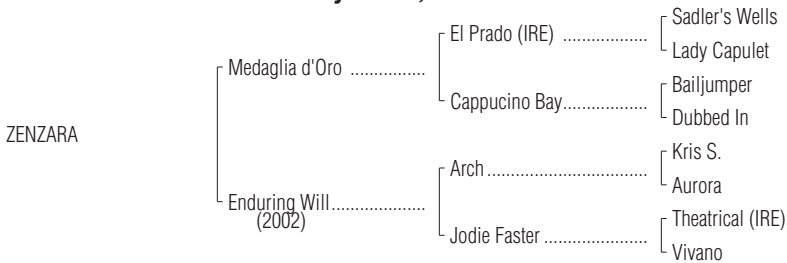 Sadler's Wells
El Prado (IRE) .................
Lady Capulet
Medaglia d'Oro ................
Bailjumper
Cappucino Bay.................
Dubbed In
ZENZARA
Kris S.
Arch ................................
Aurora
Enduring Will...................
(2002)
Theatrical (IRE)
Jodie Faster .....................
Vivano